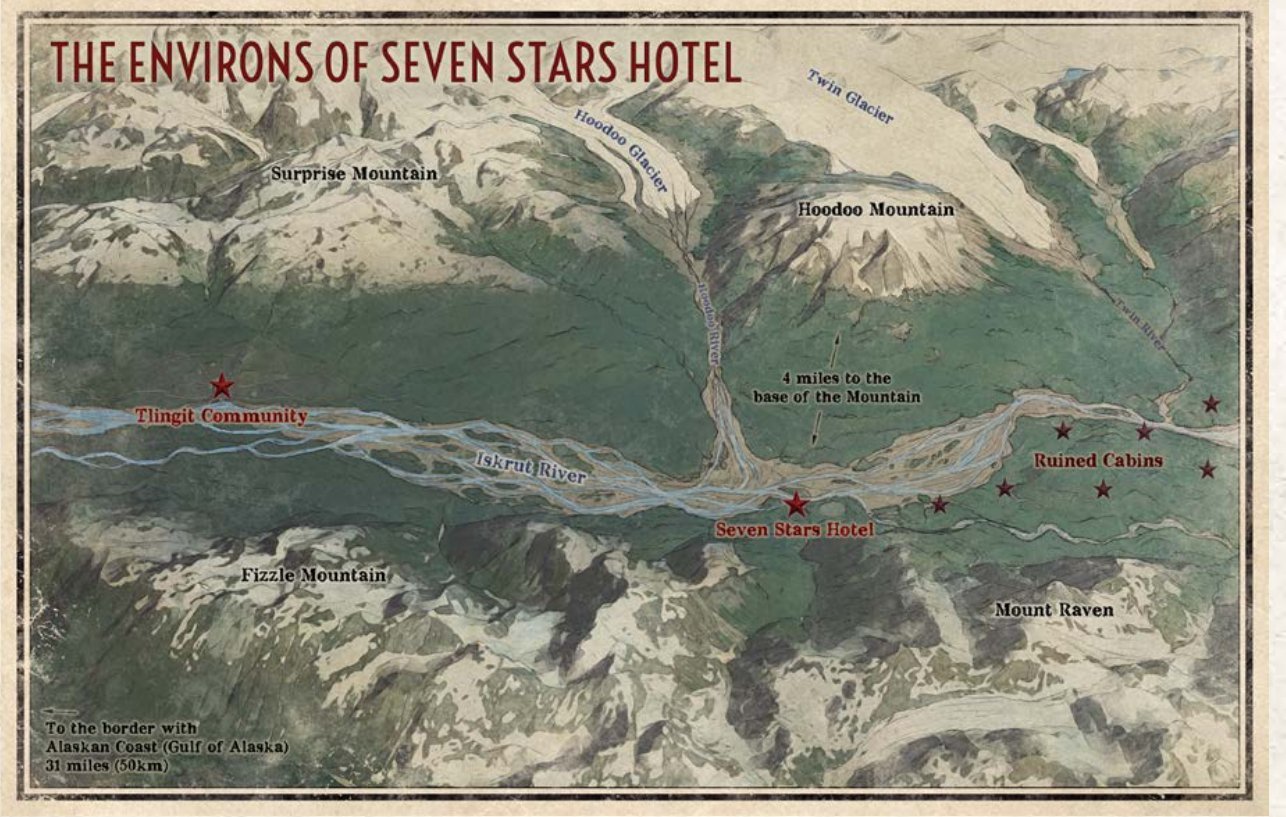 THE ENVIRONS OF SEVEN STARS HOTEL
Twin Glacier
Hoodoo Glacier
Surprise Mountain
Hoodoo Mountain
Hoodoo River
Twin River
4 miles to the
base of the Mountain
Tlingit Community
Iskrut River
Ruined Cabins
Seven Stars Hotel
Fizzle Mountain
Mount Raven
To the border with
Alaskan Coast (Gulf of Alaska)
31 miles (50km)